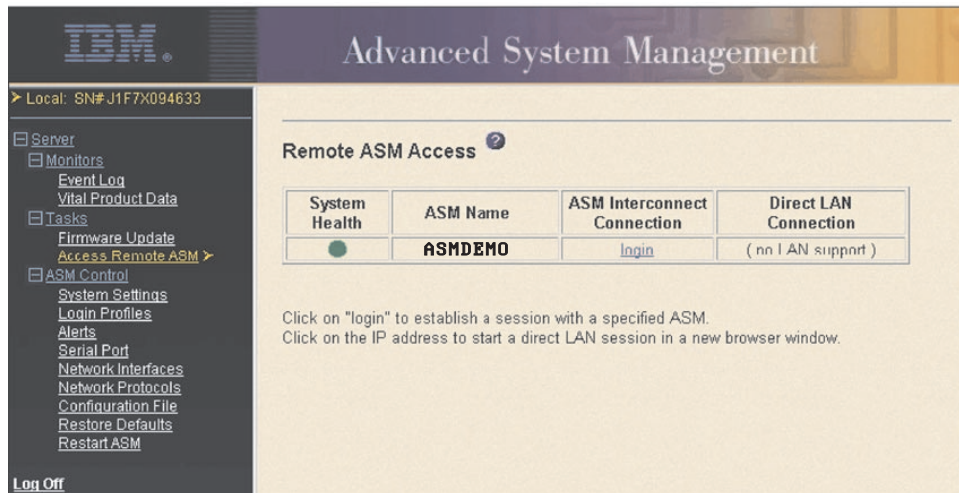 IBM®
Advanced System Management
Local: SN# J1F7X094633
Server
Monitors
Event Log
Vital Product Data
Tasks
Firmware Update
Access Remote ASM
ASM Control
System Settings
Login Profiles
Alerts
Serial Port
Network Interfaces
Network Protocols
Configuration File
Restore Defaults
Restart ASM
Log Off
Remote ASM Access ?
System Health
ASM Name
ASM Interconnect Connection
Direct LAN Connection
ASMDEMO
login
( no LAN support )
Click on "login" to establish a session with a specified ASM.
Click on the IP address to start a direct LAN session in a new browser window.